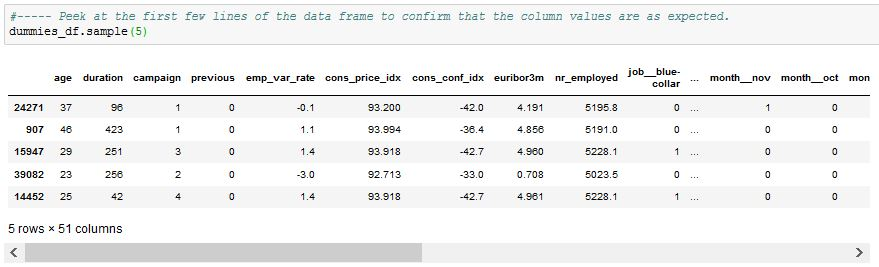 #----- Peek at the first few lines of the data frame to confirm that the column values are as expected.
dummies_df.sample(5)
age duration campaign previous emp_var_rate cons_price_idx cons_conf_idx euribor3m nr_employed job__blue-collar ... month__nov month__oct mon
24271 37 96 1 0 -0.1 93.200 -42.0 4.191 5195.8 0 ... 1 0
907 46 423 1 0 1.1 93.994 -36.4 4.856 5191.0 0 ... 0 0
15947 29 251 3 0 1.4 93.918 -42.7 4.960 5228.1 1 ... 0 0
39082 23 256 2 0 -3.0 92.713 -33.0 0.708 5023.5 0 ... 0 0
14452 25 42 4 0 1.4 93.918 -42.7 4.961 5228.1 1 ... 0 0
5 rows × 51 columns